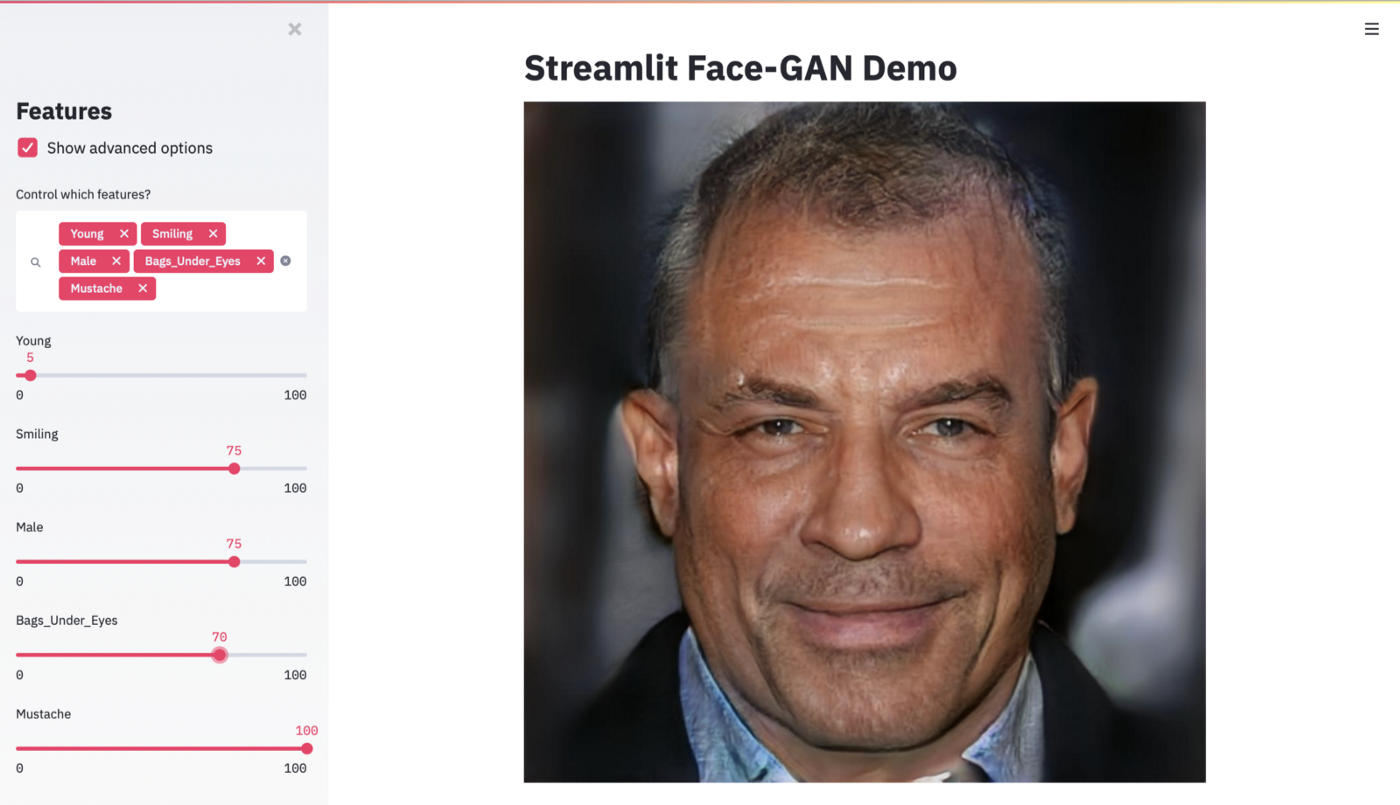 Features
Show advanced options
Control which features?
Young
Smiling
Male
Bags_Under_Eyes
Mustache
Young
5
0 100
Smiling
75
0 100
Male
75
0 100
Bags_Under_Eyes
70
0 100
Mustache
100
0 100
Streamlit Face-GAN Demo